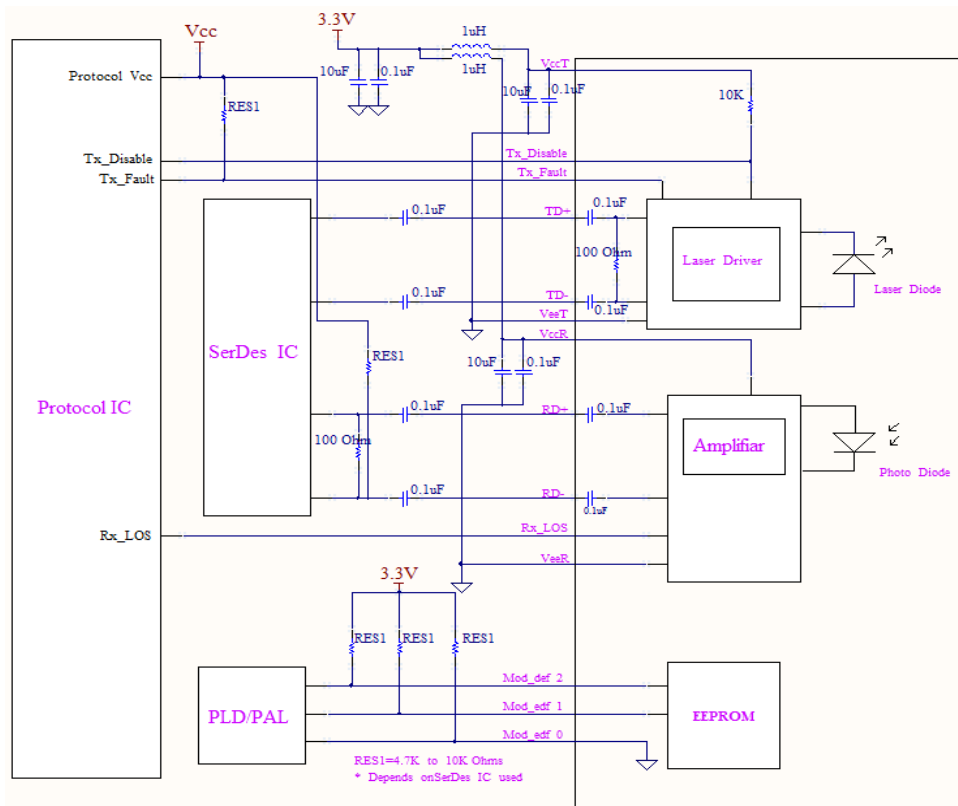 Vcc
3.3V
1uH
1uH
Protocol Vcc
10uF
0.1uF
VccT
RES1
10uF
0.1uF
10K
Tx_Disable
Tx_Disable
Tx_Fault
Tx_Fault
0.1uF
TD+
0.1uF
100 Ohm
Laser Driver
0.1uF
TD-
0.1uF
Laser Diode
VeeT
VccR
SerDes IC
RES1
10uF
0.1uF
Protocol IC
0.1uF
RD+
0.1uF
100 Ohm
Amplifiar
0.1uF
RD-
0.1uF
Photo Diode
Rx_LOS
Rx_LOS
VeeR
3.3V
RES1
RES1
RES1
Mod_def 2
PLD/PAL
Mod_edf 1
EEPROM
Mod_edf 0
RES1=4.7K to 10K Ohms
* Depends onSerDes IC used